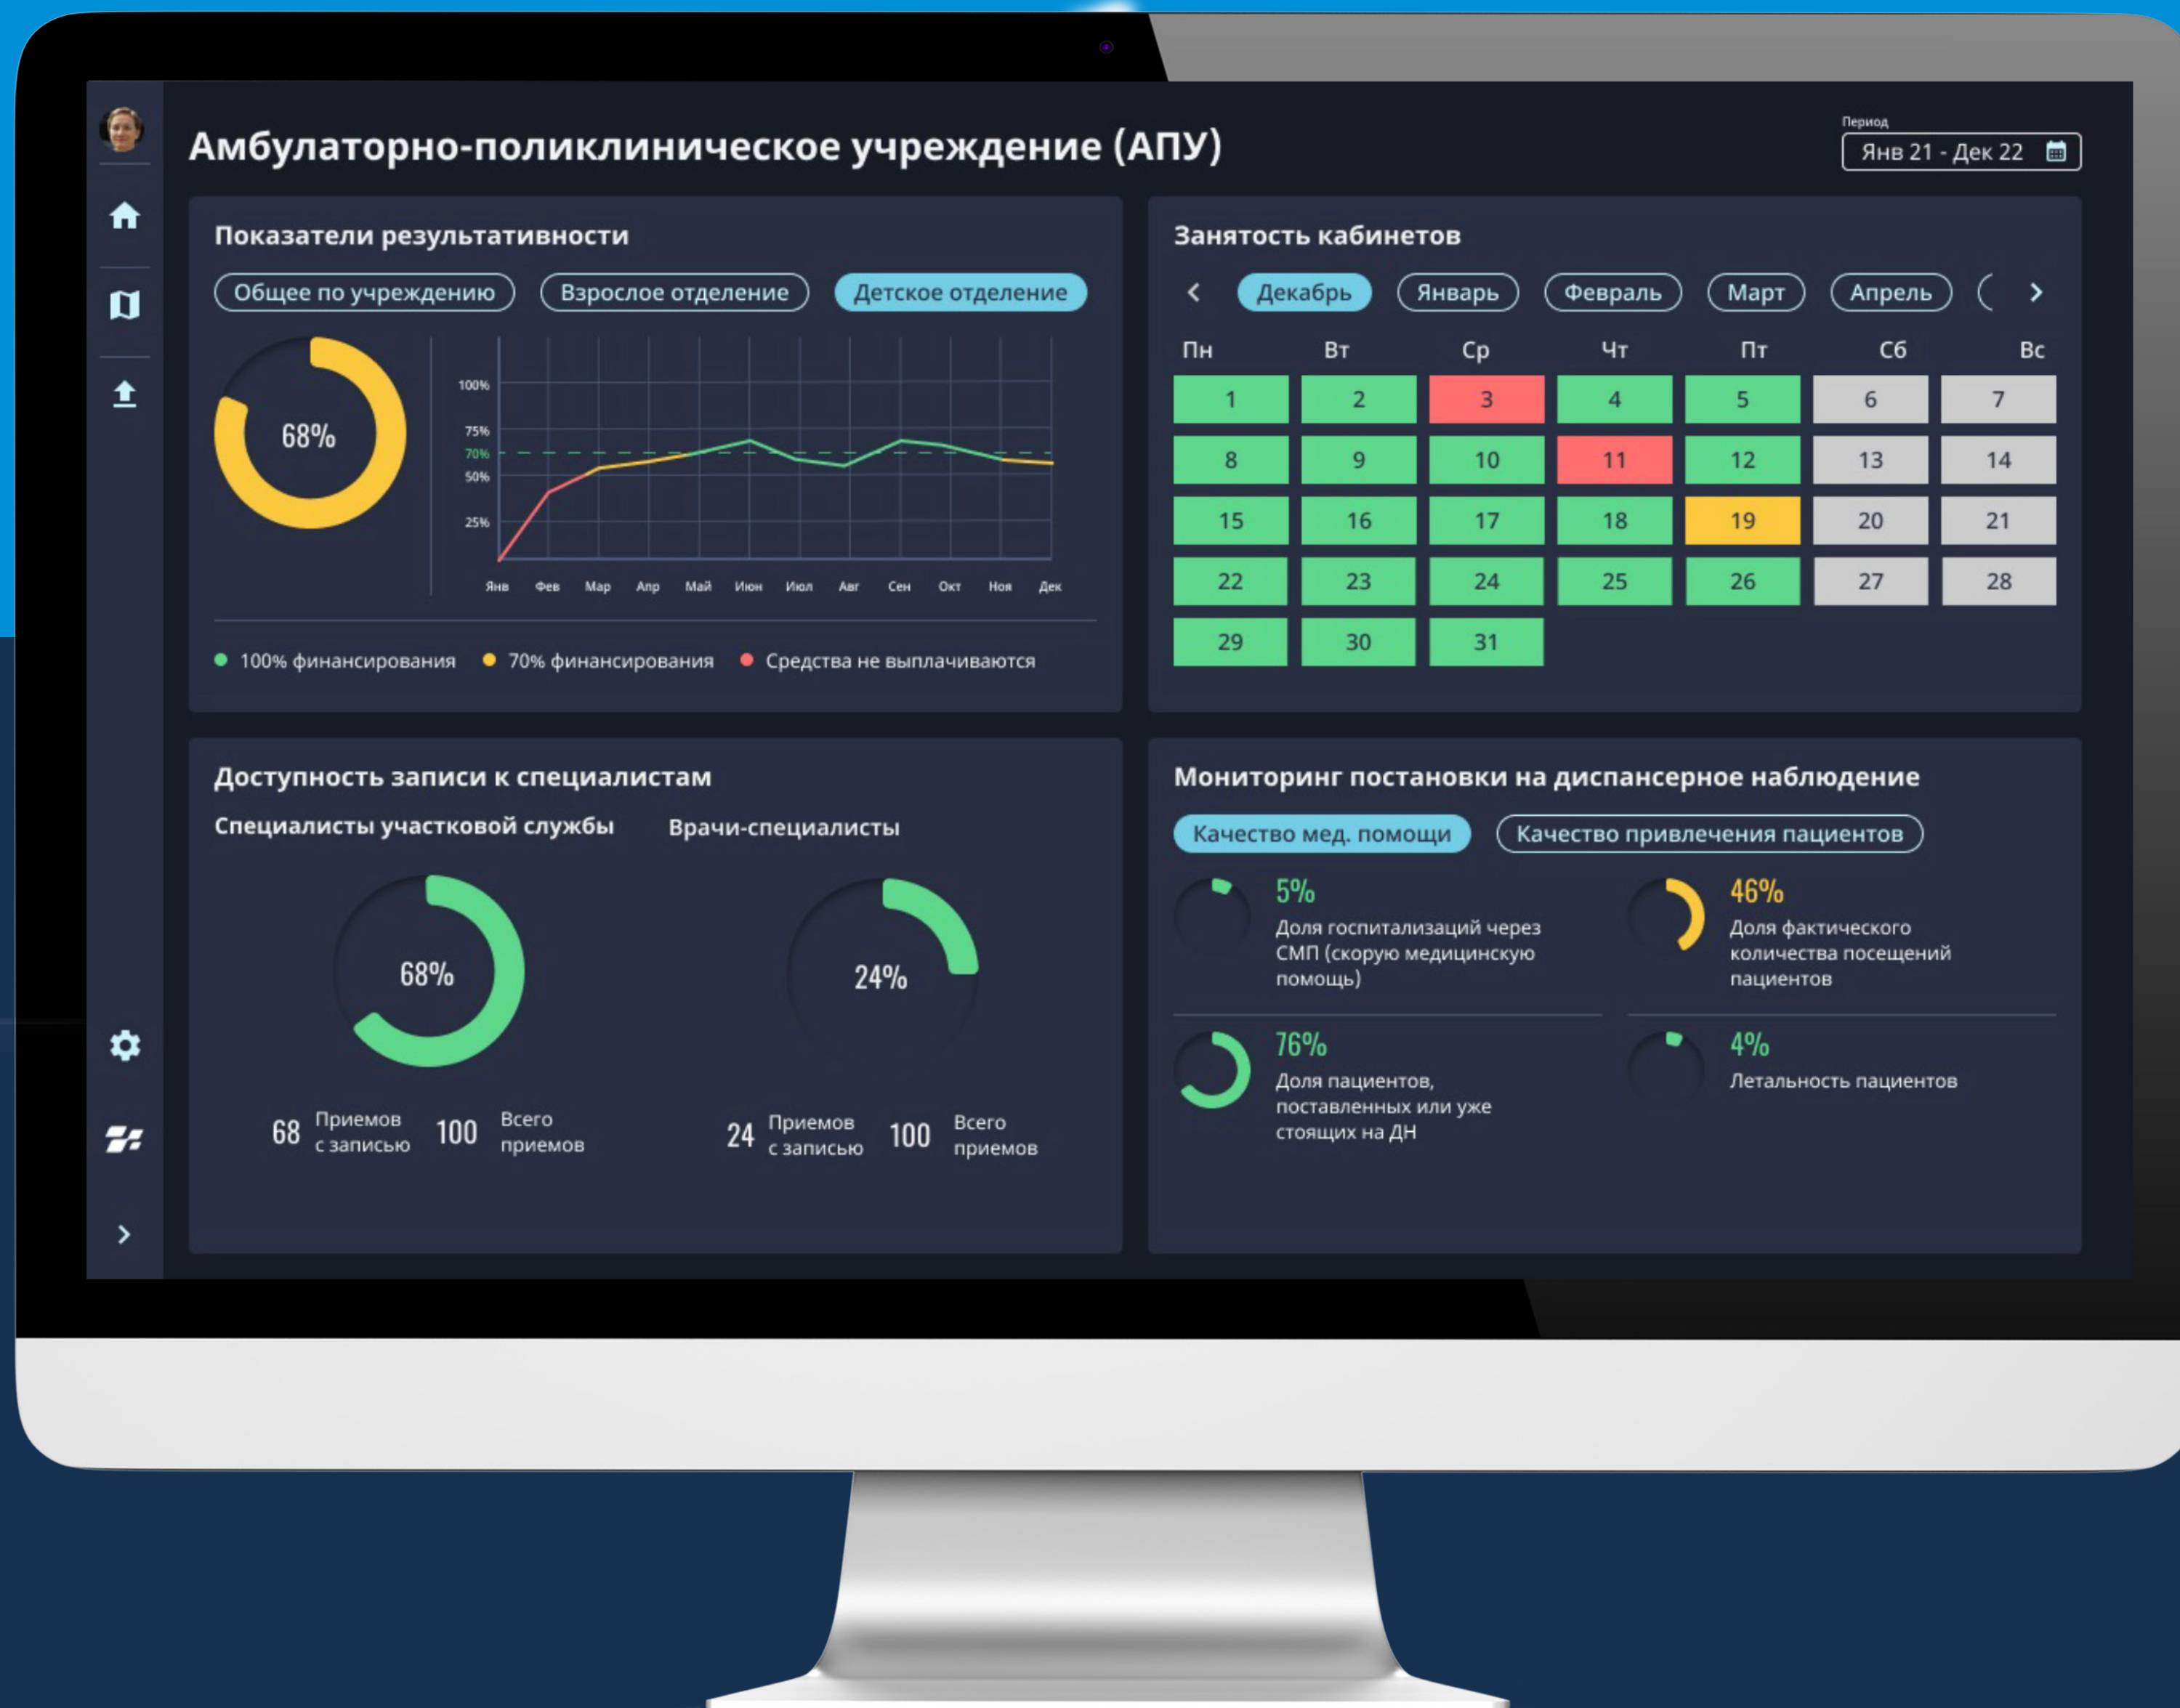 Амбулаторно-поликлиническое учреждение (АПУ)
Период
Янв 21 - Дек 22
Показатели результативности
Общее по учреждению
Взрослое отделение
Детское отделение
68%
100%
75%
70%
50%
25%
Янв Фев Мар Апр Май Июн Июл Авг Сен Окт Ноя Дек
100% финансирования
70% финансирования
Средства не выплачиваются
Занятость кабинетов
Декабрь Январь Февраль Март Апрель
Пн Вт Ср Чт Пт Сб Вс
1 2 3 4 5 6 7
8 9 10 11 12 13 14
15 16 17 18 19 20 21
22 23 24 25 26 27 28
29 30 31
Доступность записи к специалистам
Специалисты участковой службы
68%
68 Приемов
с записью
100 Всего
приемов
Врачи-специалисты
24%
24 Приемов
с записью
100 Всего
приемов
Мониторинг постановки на диспансерное наблюдение
Качество мед. помощи
Качество привлечения пациентов
5%
Доля госпитализаций через
СМП (скорую медицинскую
помощь)
46%
Доля фактического
количества посещений
пациентов
76%
Доля пациентов,
поставленных или уже
стоящих на ДН
4%
Летальность пациентов